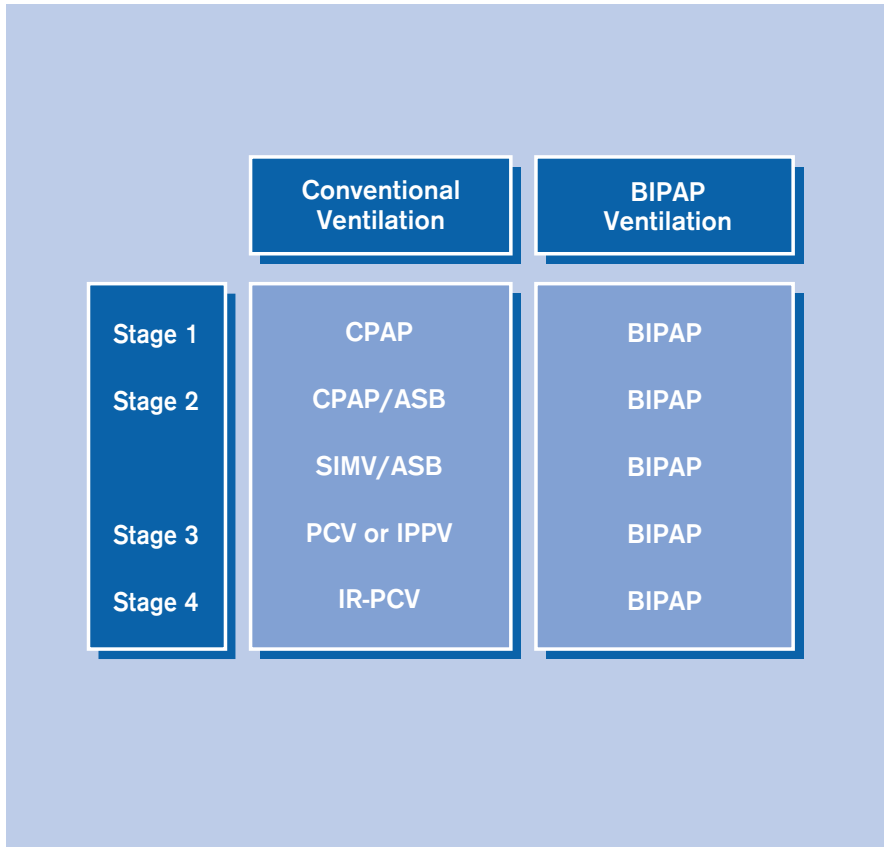 Conventional
Ventilation
BIPAP
Ventilation
Stage 1 CPAP BIPAP
Stage 2 CPAP/ASB BIPAP
SIMV/ASB BIPAP
Stage 3 PCV or IPPV BIPAP
Stage 4 IR-PCV BIPAP